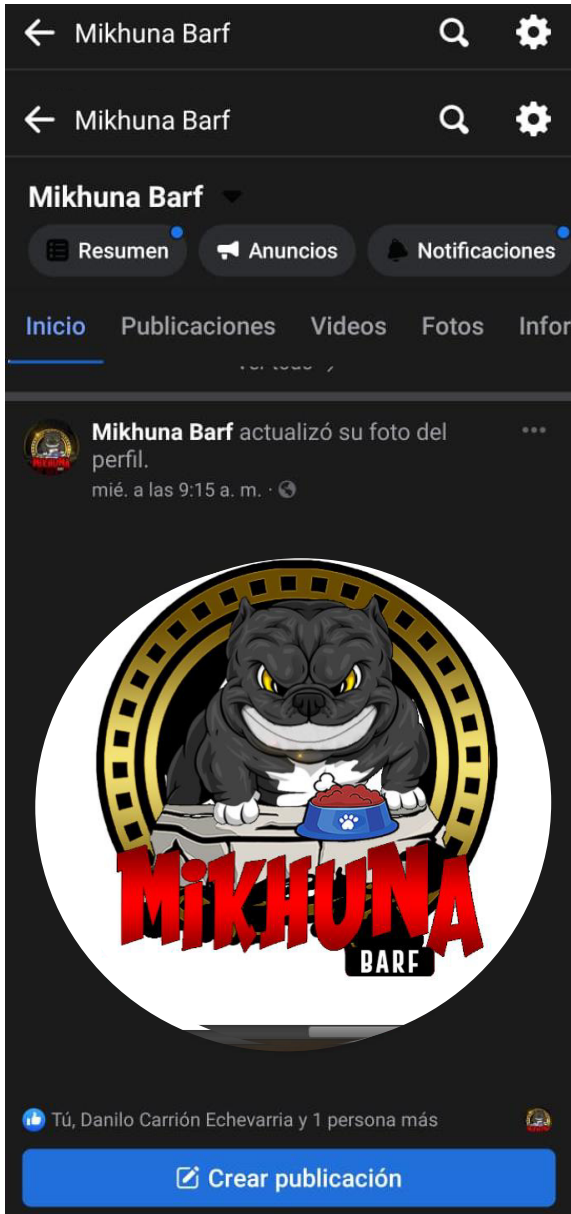 Mikhuna Barf
Mikhuna Barf
Mikhuna Barf
Resumen Anuncios Notificaciones
Inicio Publicaciones Videos Fotos Infor
Mikhuna Barf actualizó su foto del
perfil.
mié. a las 9:15 a. m.
MiKHUNA
BARF
Tú, Danilo Carrión Echevarria y 1 persona más
Crear publicación